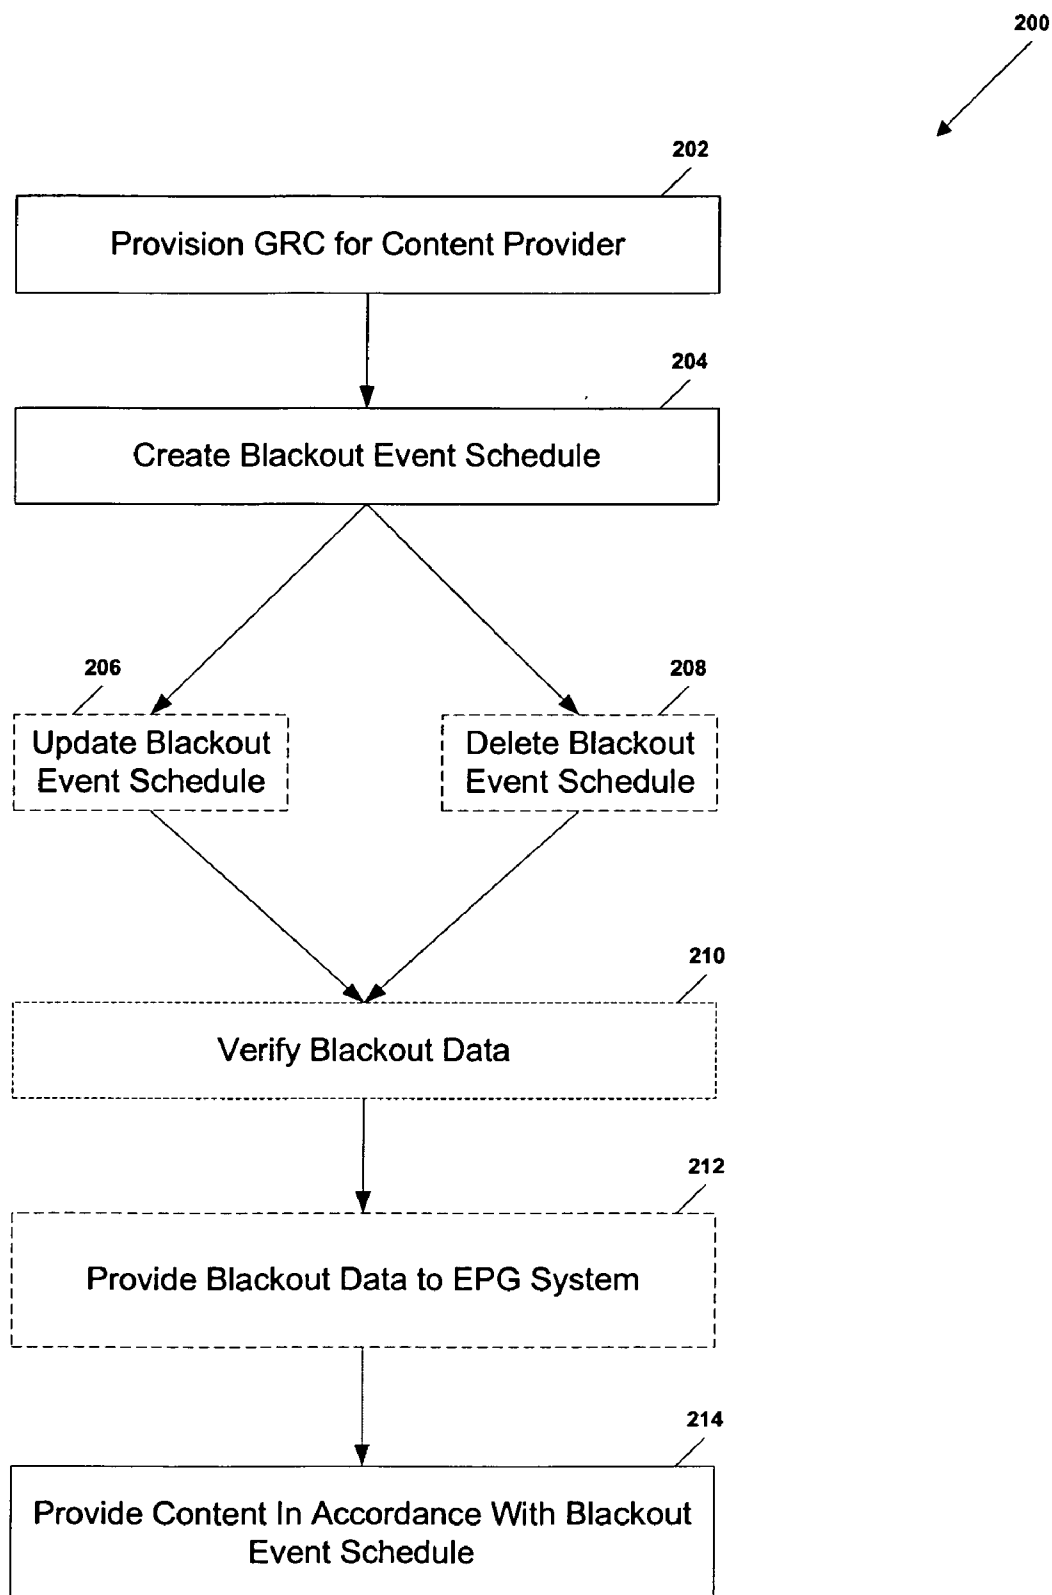 200
202
Provision GRC for Content Provider
204
Create Blackout Event Schedule
206
Update Blackout
Event Schedule
208
Delete Blackout
Event Schedule
210
Verify Blackout Data
212
Provide Blackout Data to EPG System
214
Provide Content In Accordance With Blackout
Event Schedule